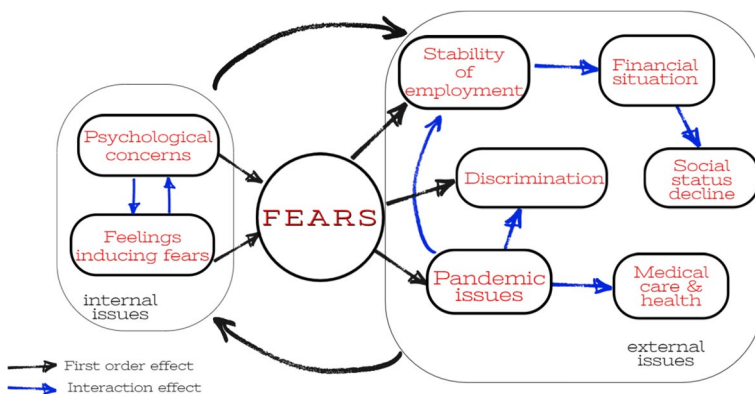 Psychological
concerns
Feelings
inducing fears
internal
issues
FEARS
Stability
of
employment
Financial
situation
Social
status
decline
Discrimination
Pandemic
issues
Medical
care &
health
external
issues
First order effect
Interaction effect